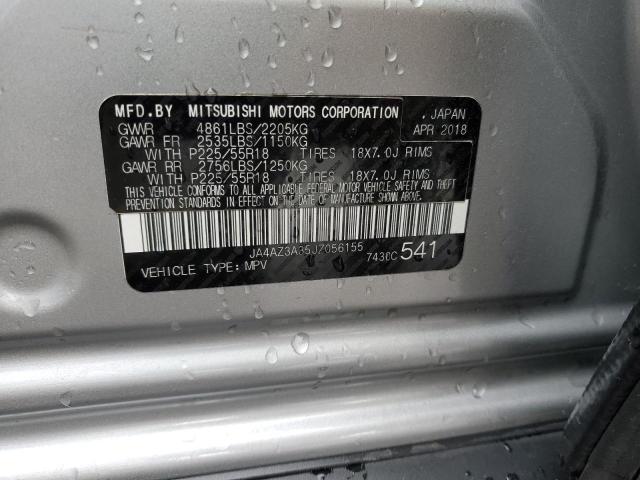 MFD.BY MITSUBISHI MOTORS CORPORATION , JAPAN
GVWR 4861LBS/2205KG APR 2018
GAWR FR 2535LBS/1150KG
WITH P225/55R18 TIRES 18X7.0J RIMS
GAWR RR 2756LBS/1250KG
WITH P225/55R18 TIRES 18X7.0J RIMS
THIS VEHICLE CONFORMS TO ALL APPLICABLE FEDERAL MOTOR VEHICLE SAFETY AND THEFT
PREVENTION STANDARDS IN EFFECT ON THE DATE OF MANUFACTURE SHOWN ABOVE.
JA4AZ3A35JZ056155
VEHICLE TYPE: MPV 7430C 541